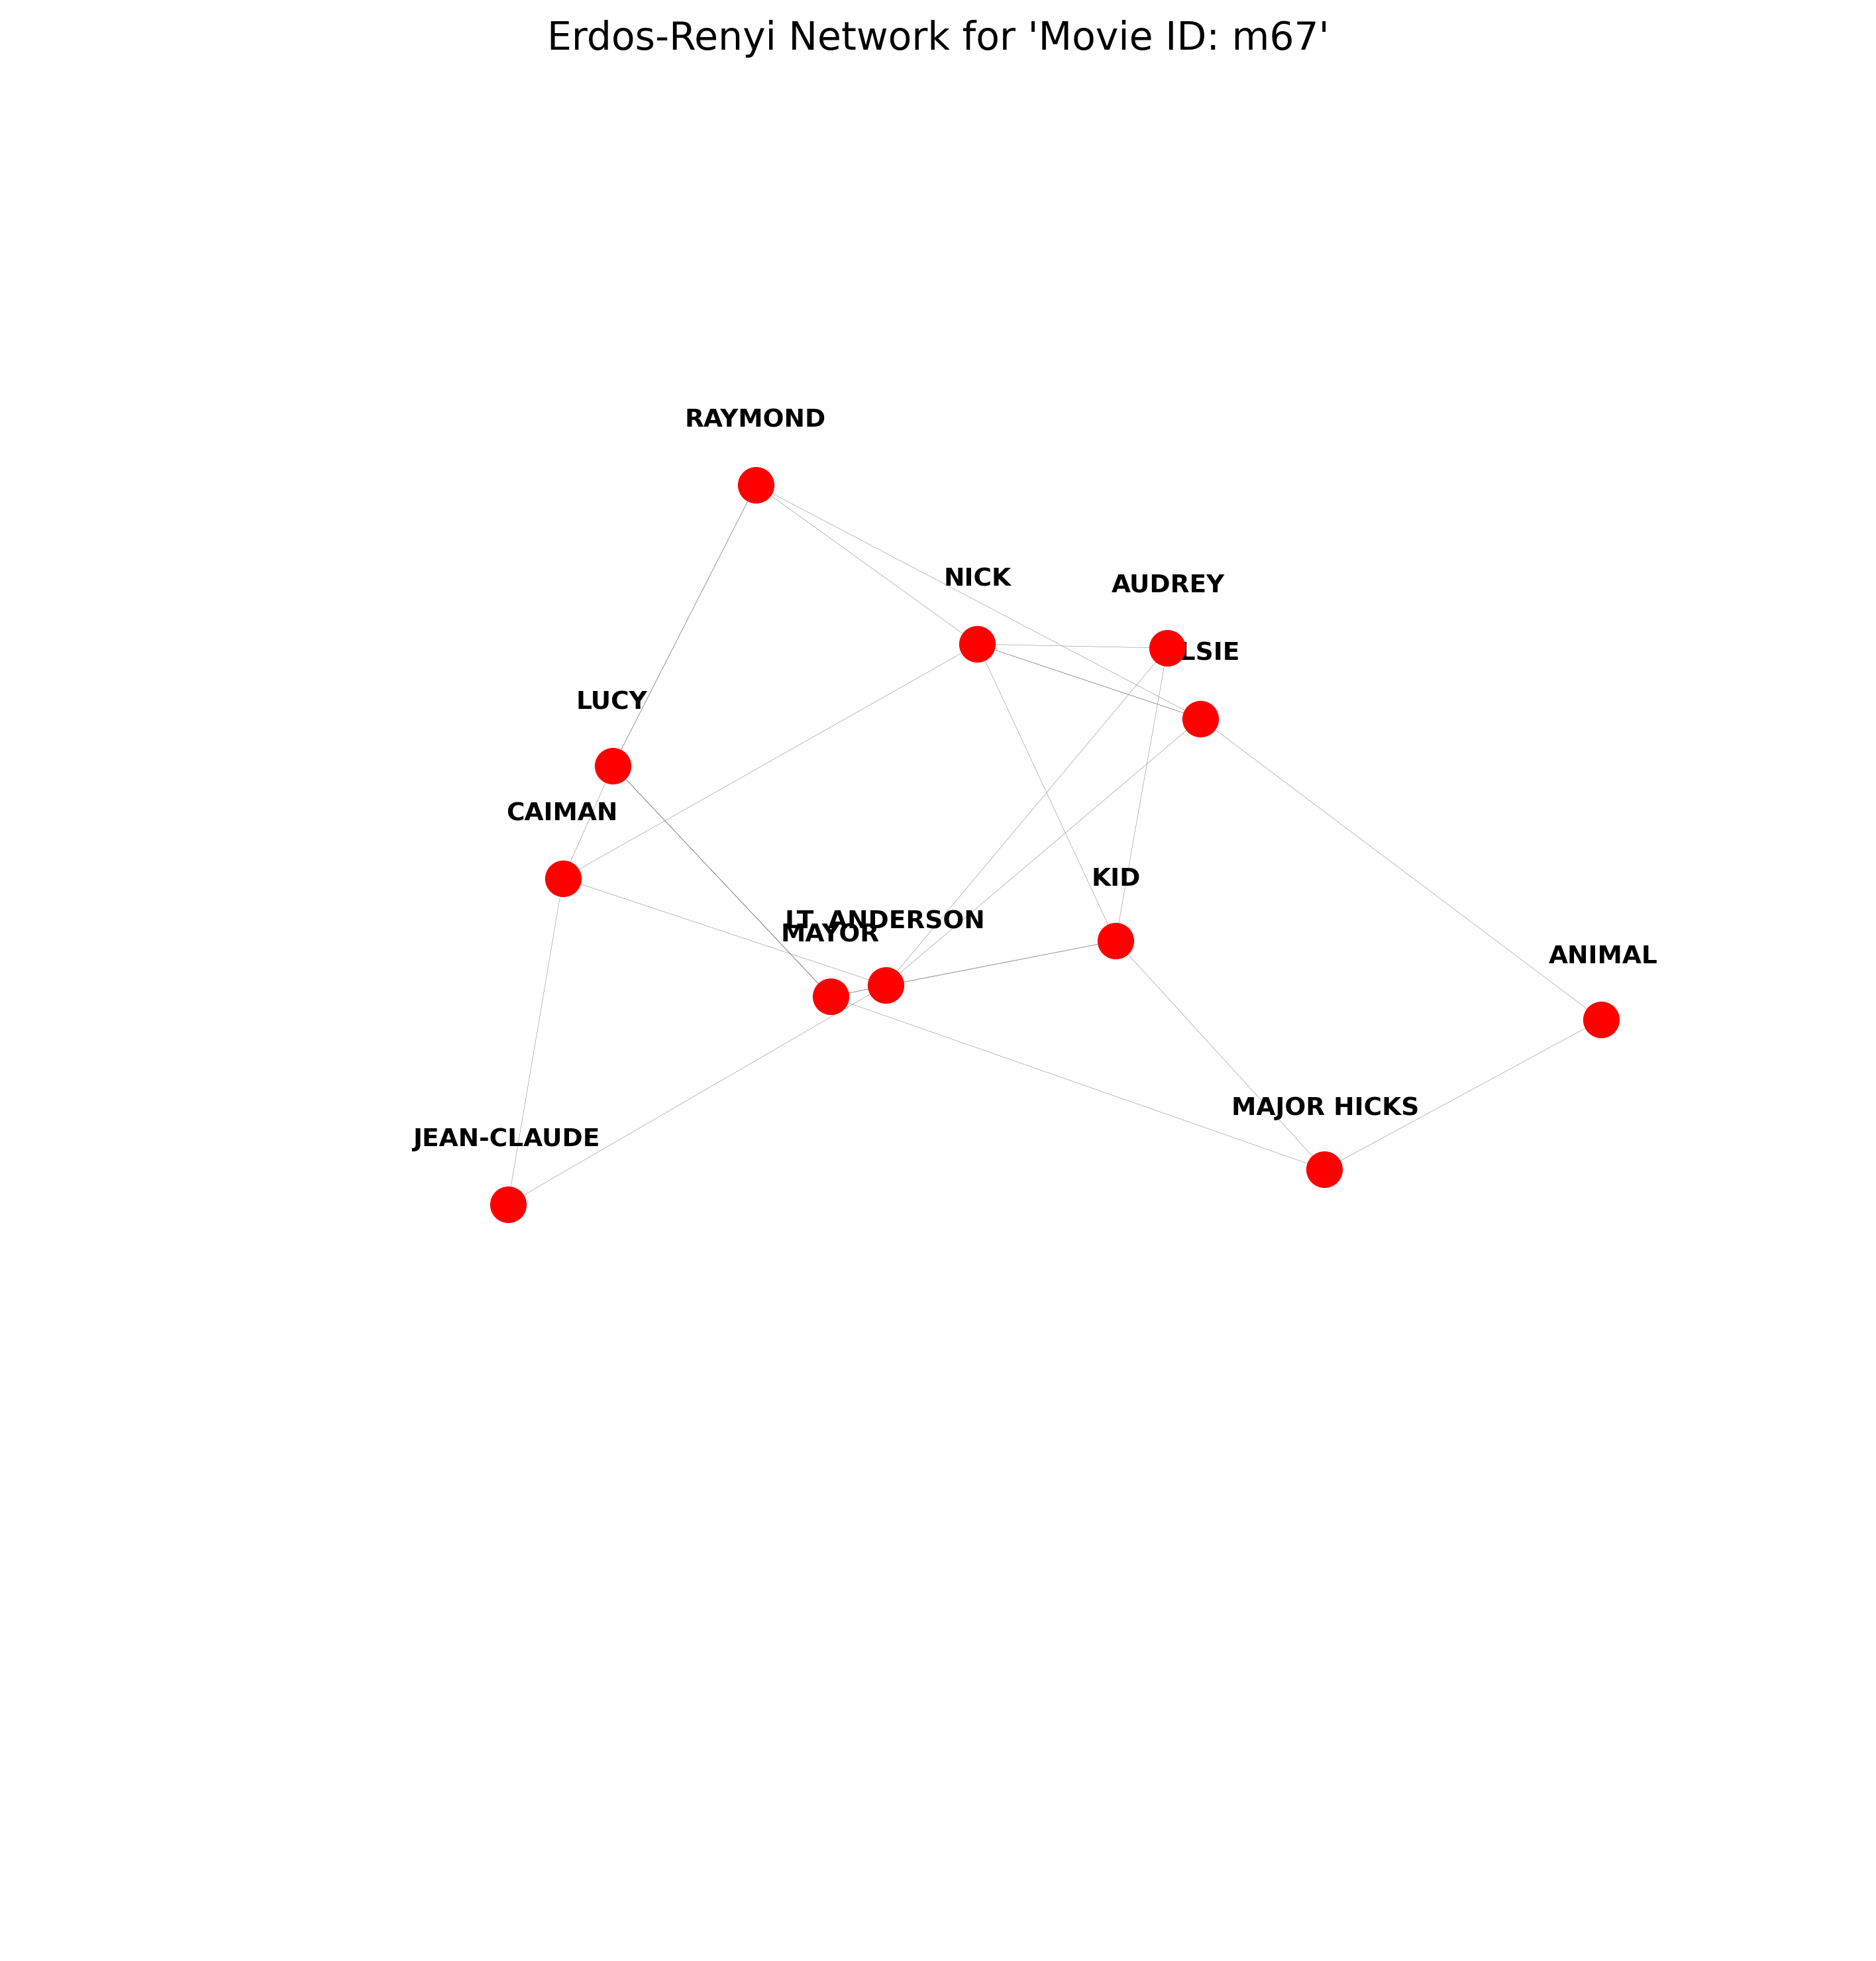 Erdos-Renyi Network for 'Movie ID: m67'
RAYMOND
NICK
AUDREY
LSIE
LUCY
CAIMAN
KID
LT. ANDERSON
MAYOR
ANIMAL
MAJOR HICKS
JEAN-CLAUDE